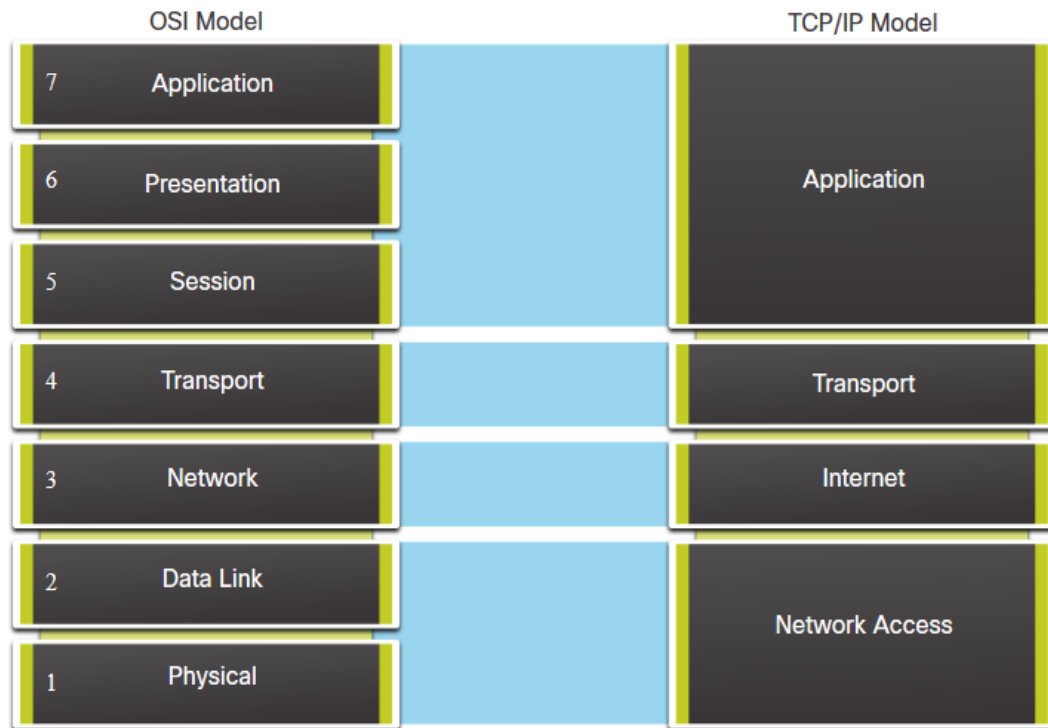 OSI Model
TCP/IP Model
7 Application
6 Presentation
5 Session
4 Transport
3 Network
2 Data Link
1 Physical
Application
Transport
Internet
Network Access